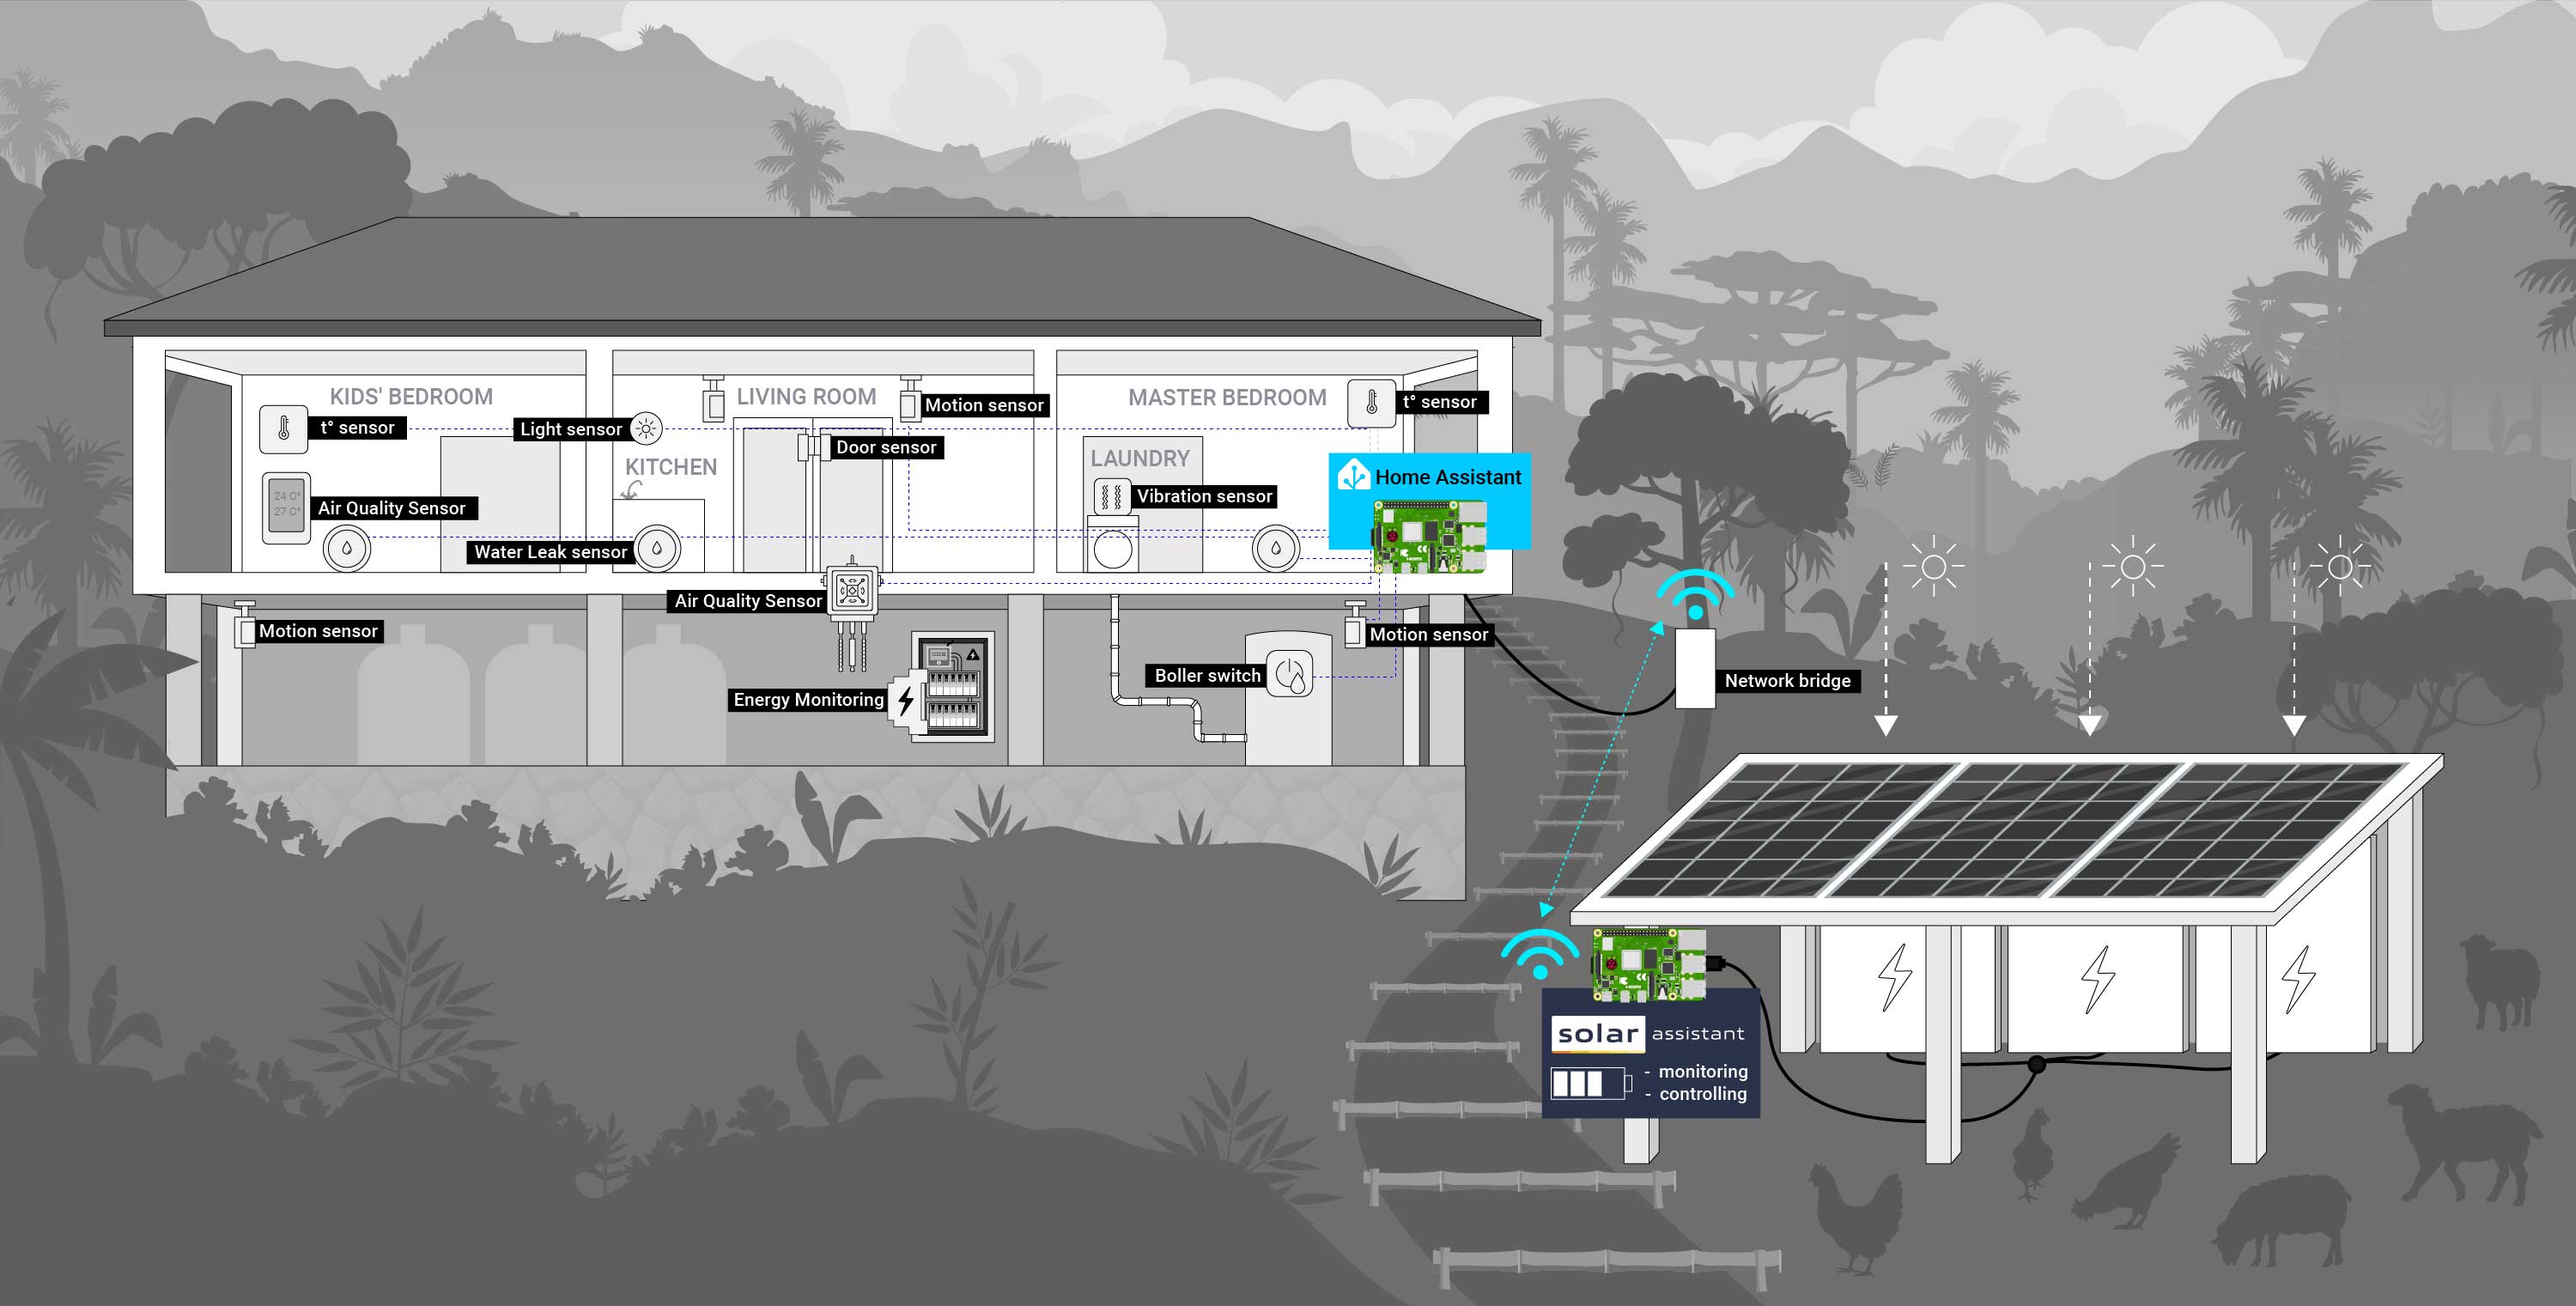 KIDS' BEDROOM
LIVING ROOM
MASTER BEDROOM
t° sensor
Motion sensor
t° sensor
Light sensor
Door sensor
KITCHEN
LAUNDRY
Home Assistant
24 C°
27 C°
Air Quality Sensor
Vibration sensor
Water Leak sensor
Air Quality Sensor
Motion sensor
Motion sensor
Boller switch
Network bridge
Energy Monitoring
solar assistant
- monitoring
- controlling